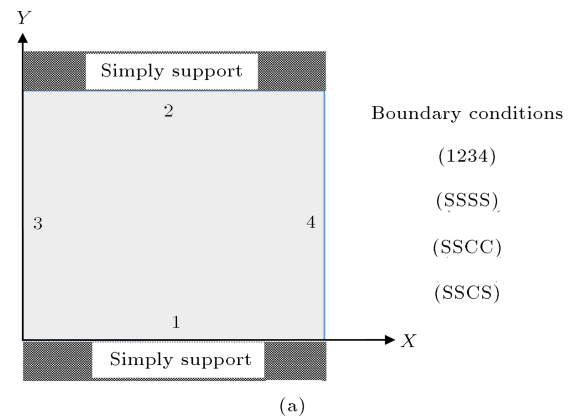 Y
Simply support
2
Boundary conditions
(1234)
(SSSS)
3
4
(SSCC)
(SSCS)
1
X
Simply support
(a)